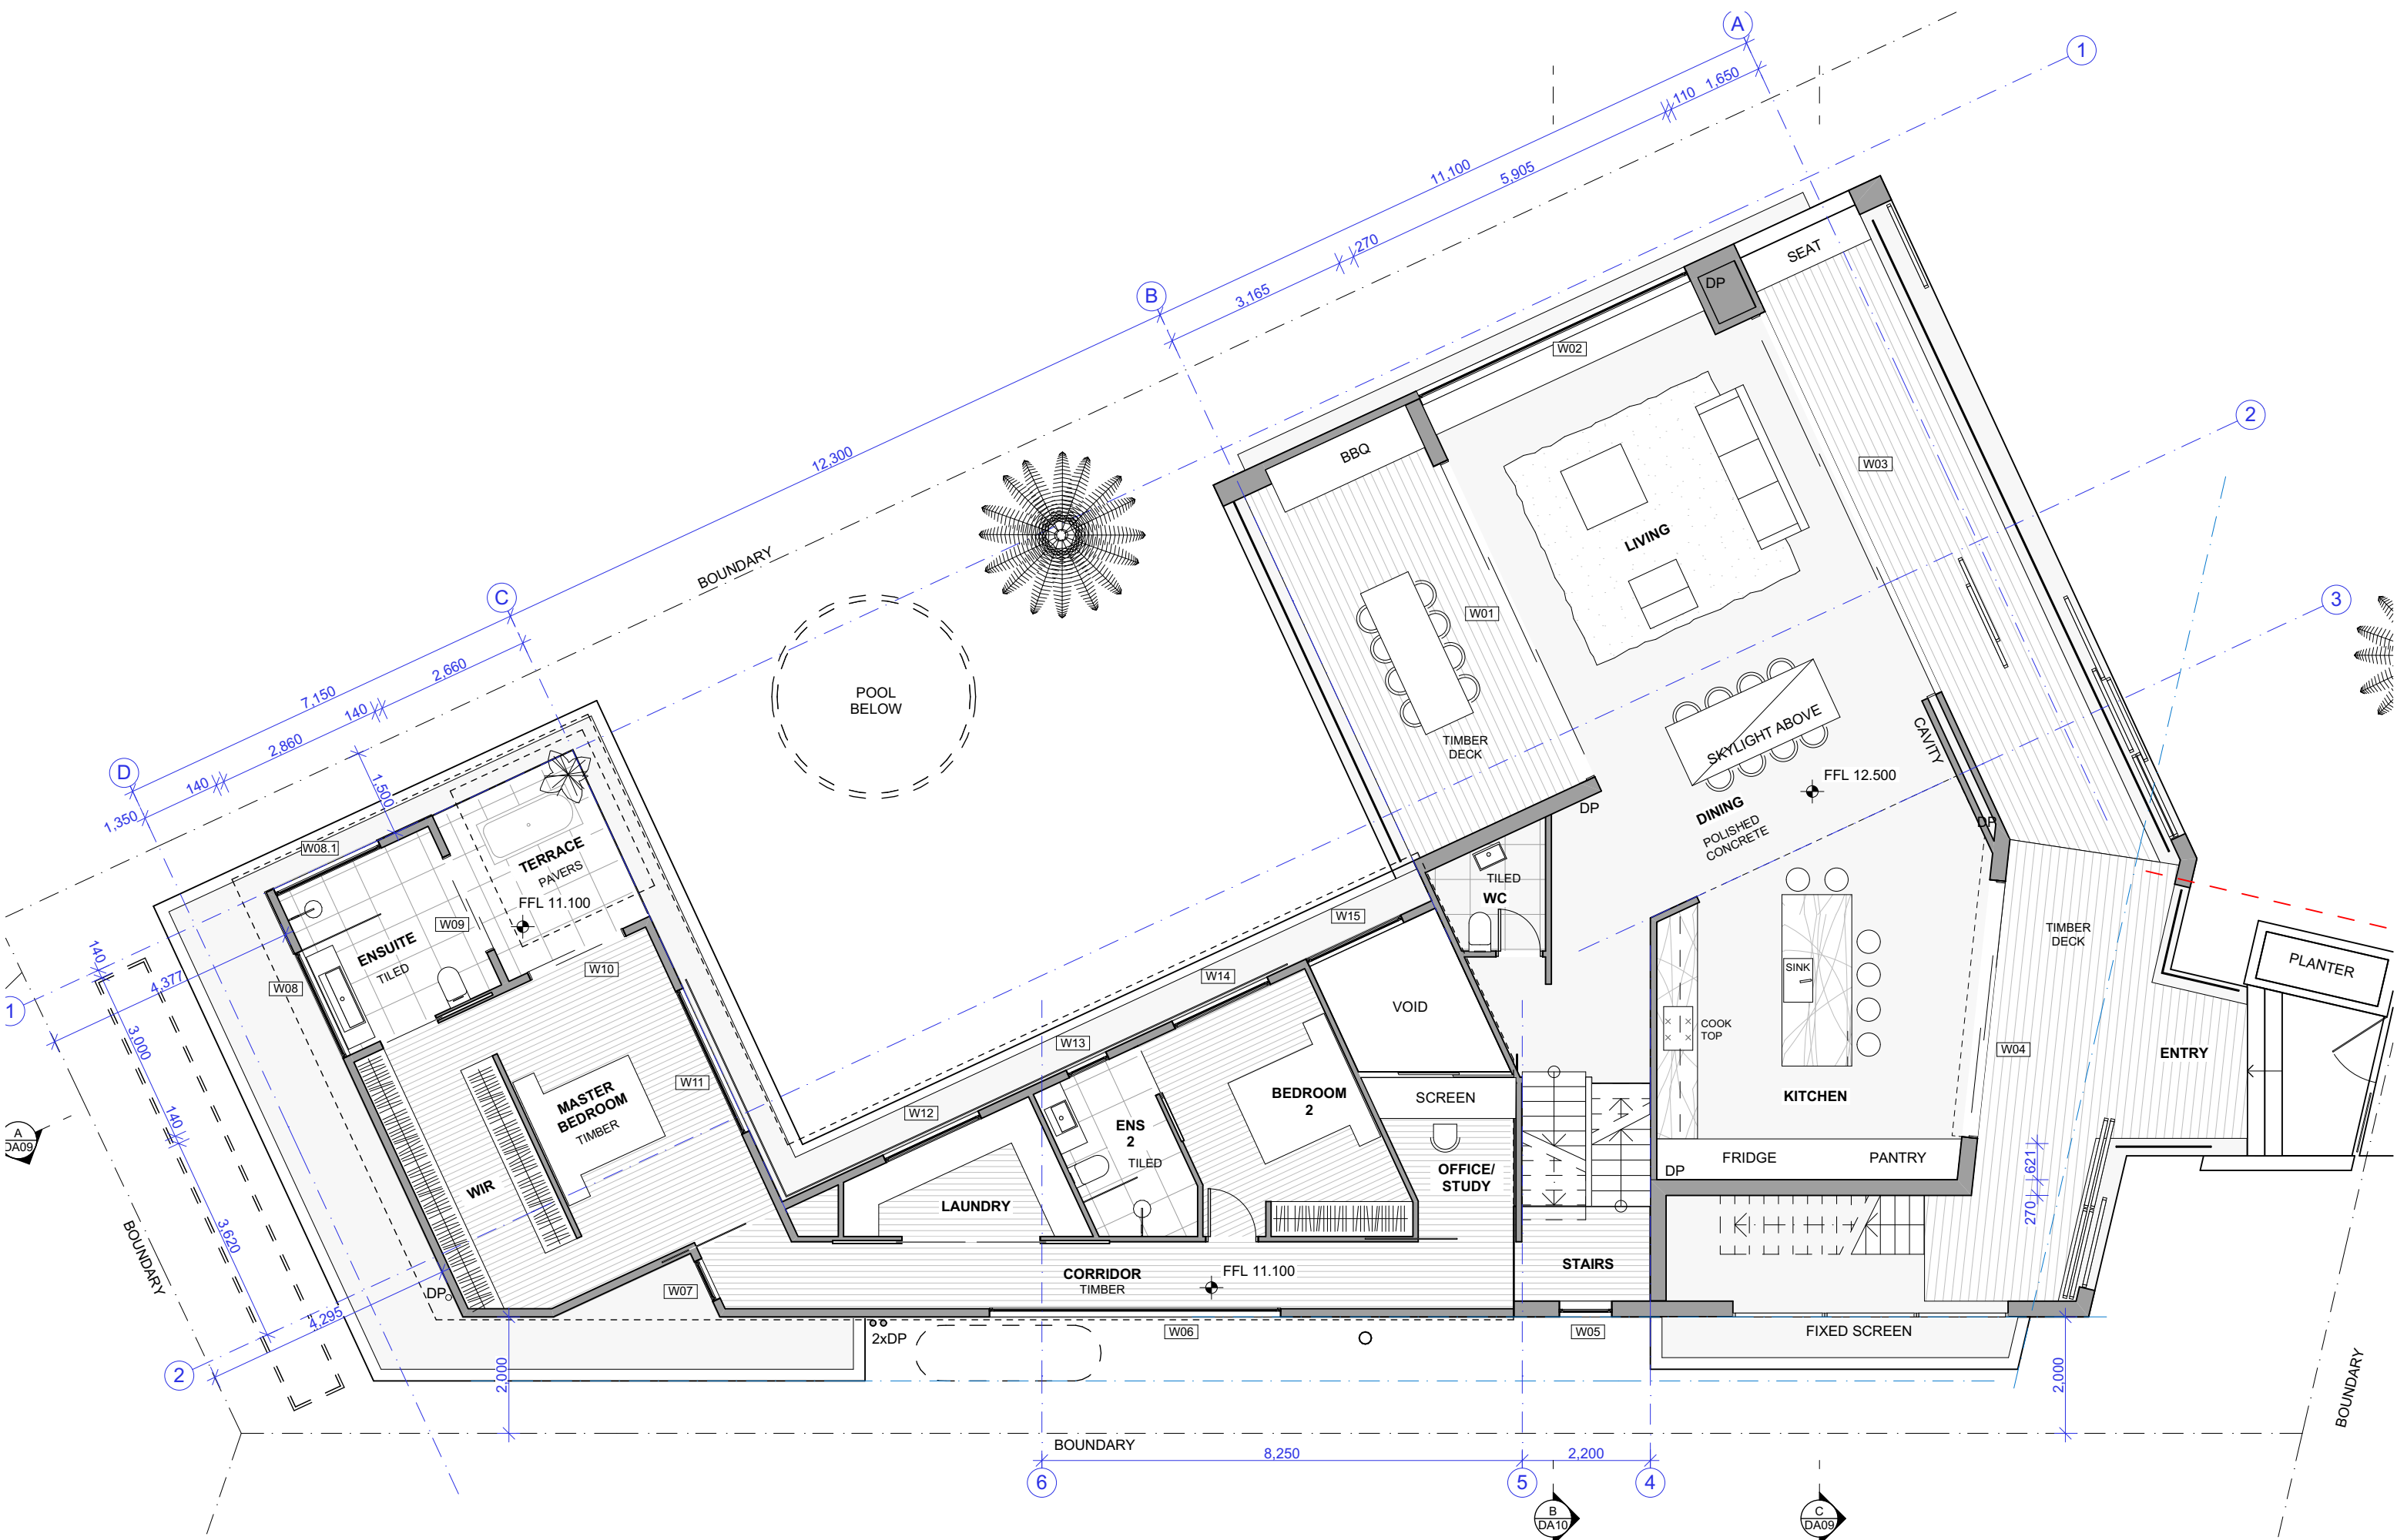 A
1
110
1,650
11,100
5,905
270
3,165
B
SEAT
DP
W02
2
BBQ
12,300
W03
LIVING
BOUNDARY
C
3
W01
2,660
7,150
140
2,860
POOL
BELOW
SKYLIGHT ABOVE
TIMBER
DECK
CAVITY
D
140
1,500
1,350
FFL 12.500
DP
DINING
POLISHED
CONCRETE
DP
W08.1
TERRACE
PAVERS
TILED
WC
FFL 11.100
W15
W09
ENSUITE
TILED
TIMBER
DECK
140
4,377
W10
W14
SINK
PLANTER
W08
1
VOID
3,000
COOK
TOP
W13
W04
ENTRY
W11
MASTER
BEDROOM
TIMBER
BEDROOM
2
SCREEN
KITCHEN
W12
140
A
DA09
ENS
2
TILED
621
FRIDGE
PANTRY
DP
OFFICE/
STUDY
WIR
LAUNDRY
270
3,620
BOUNDARY
CORRIDOR
TIMBER
FFL 11.100
STAIRS
DP
W07
4,295
2xDP
W06
W05
FIXED SCREEN
2
2,000
2,000
BOUNDARY
BOUNDARY
8,250
2,200
6
5
4
B
DA10
C
DA09